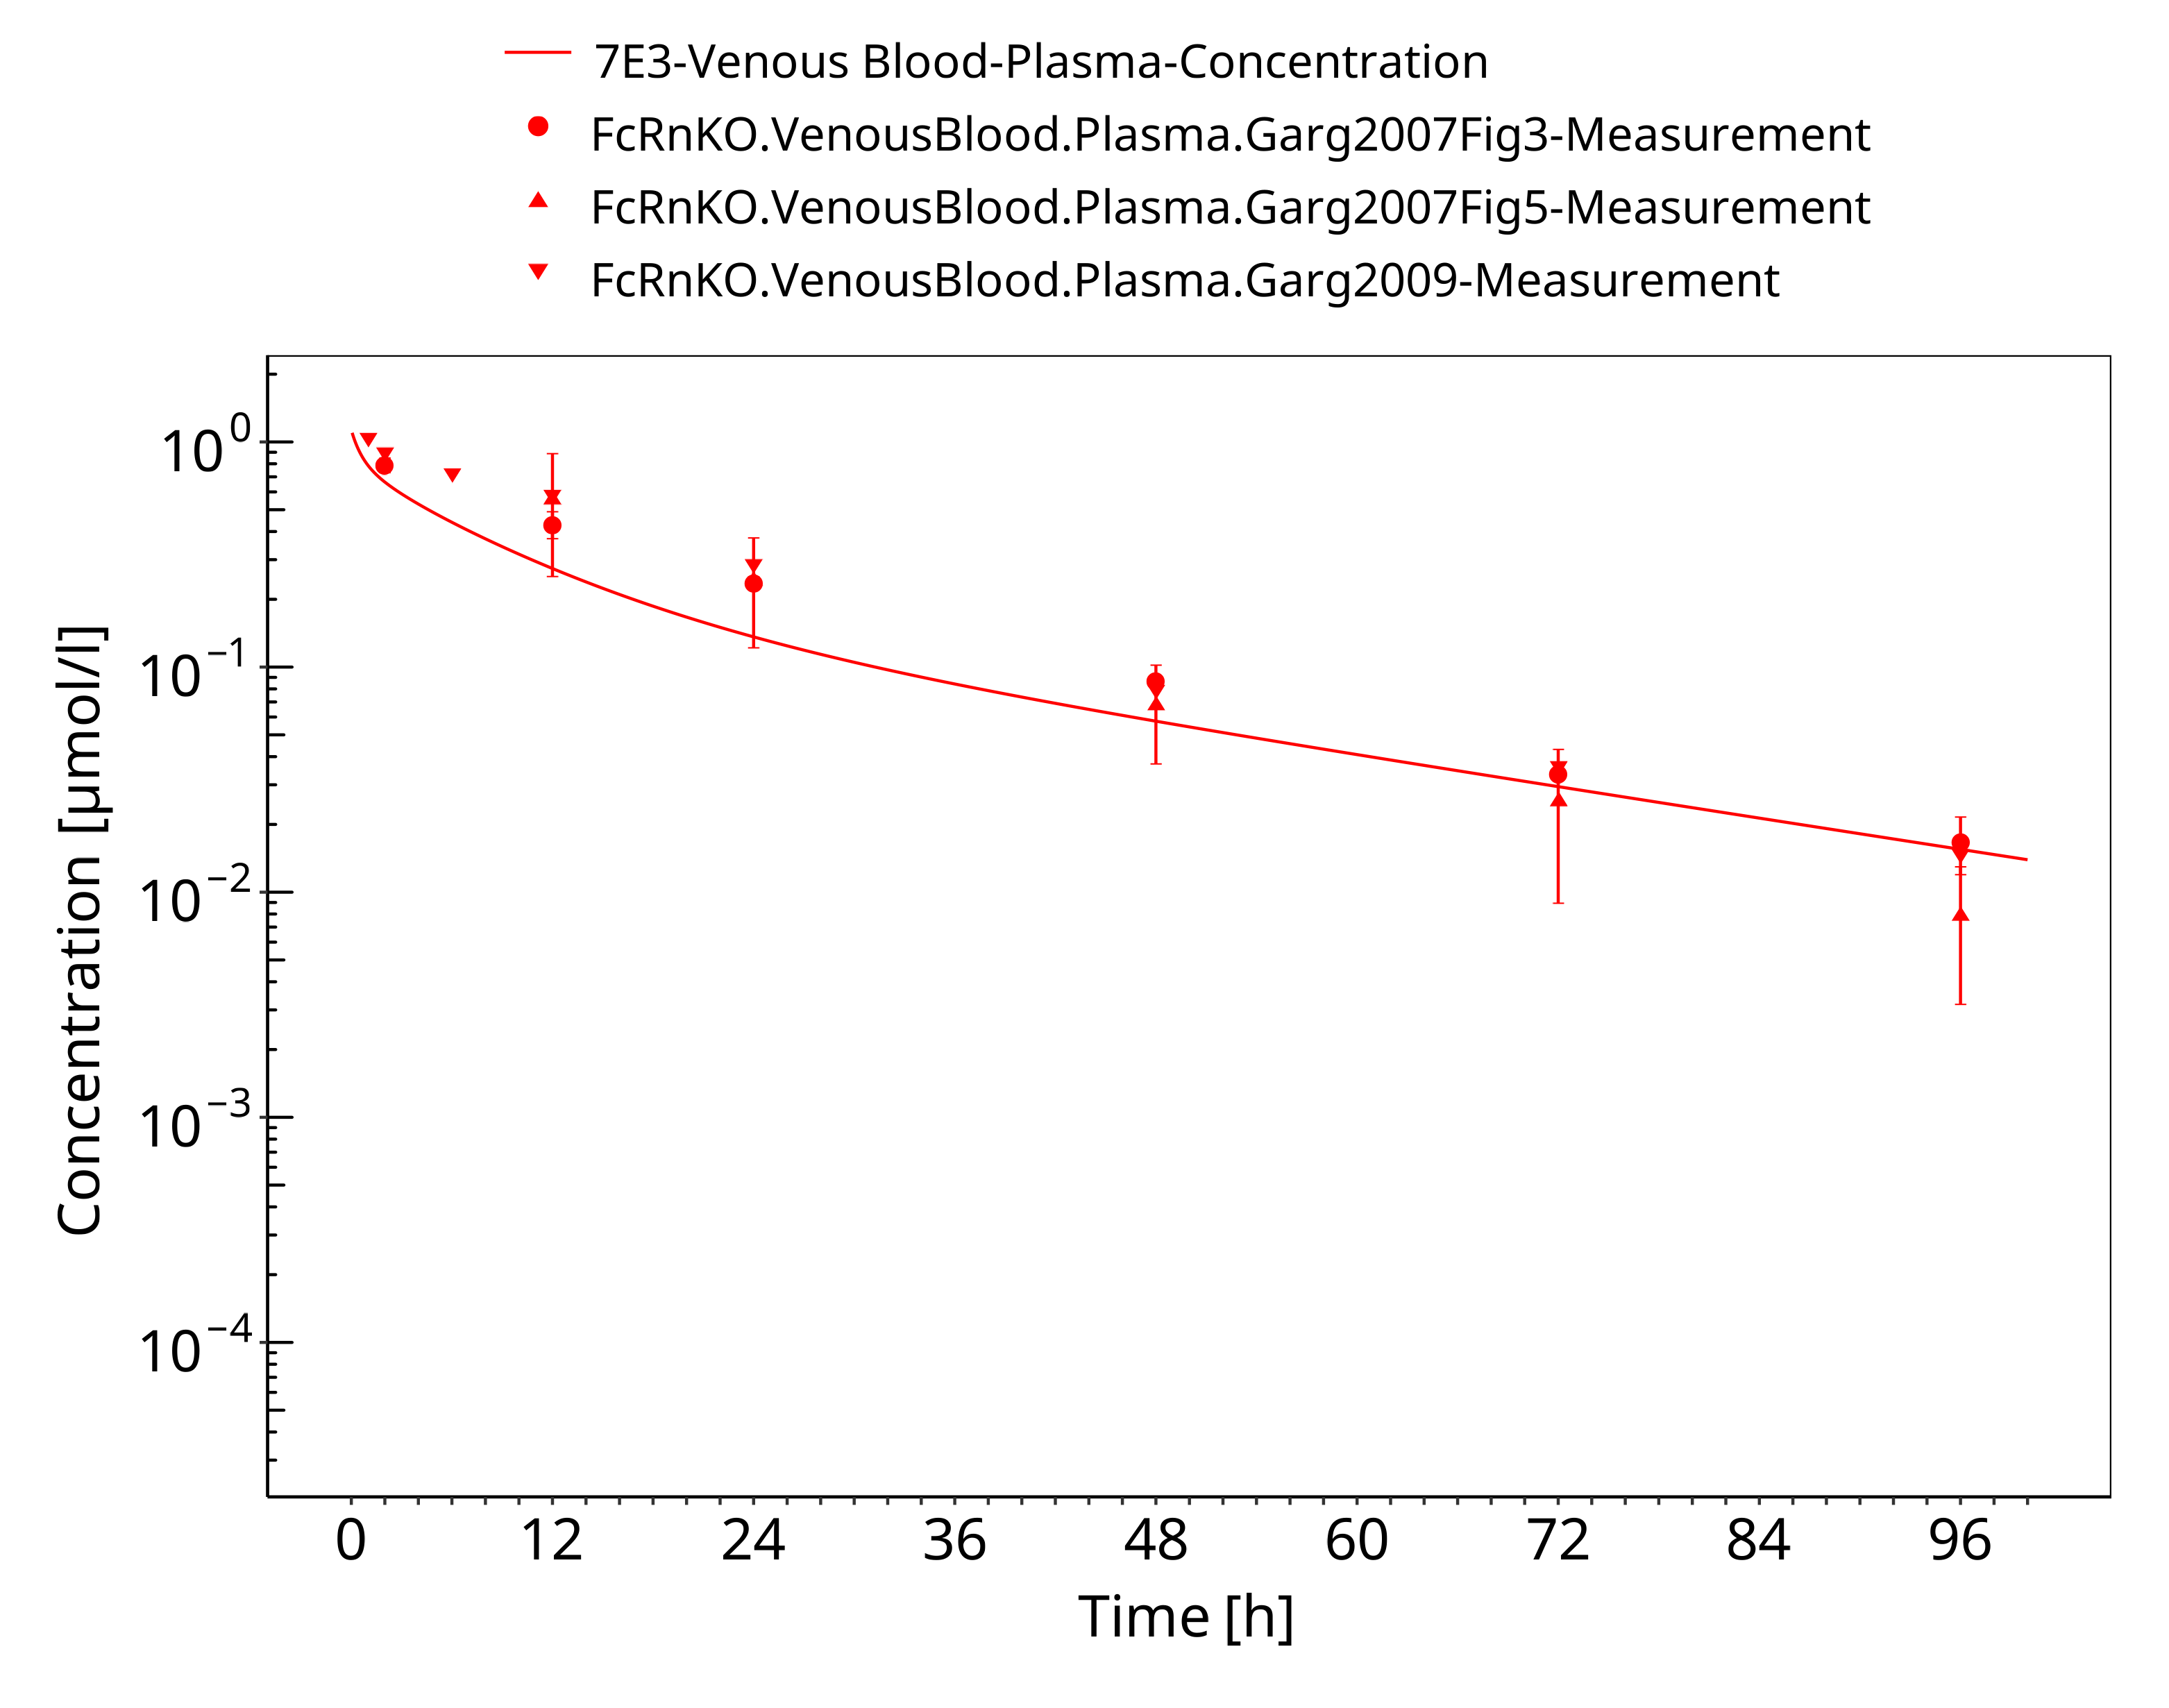 7E3-Venous Blood-Plasma-Concentration
FcRnKO.VenousBlood.Plasma.Garg2007Fig3-Measurement
FcRnKO.VenousBlood.Plasma.Garg2007Fig5-Measurement
FcRnKO.VenousBlood.Plasma.Garg2009-Measurement
Concentration [µmol/l]
10⁰
10⁻¹
10⁻²
10⁻³
10⁻⁴
0 12 24 36 48 60 72 84 96
Time [h]